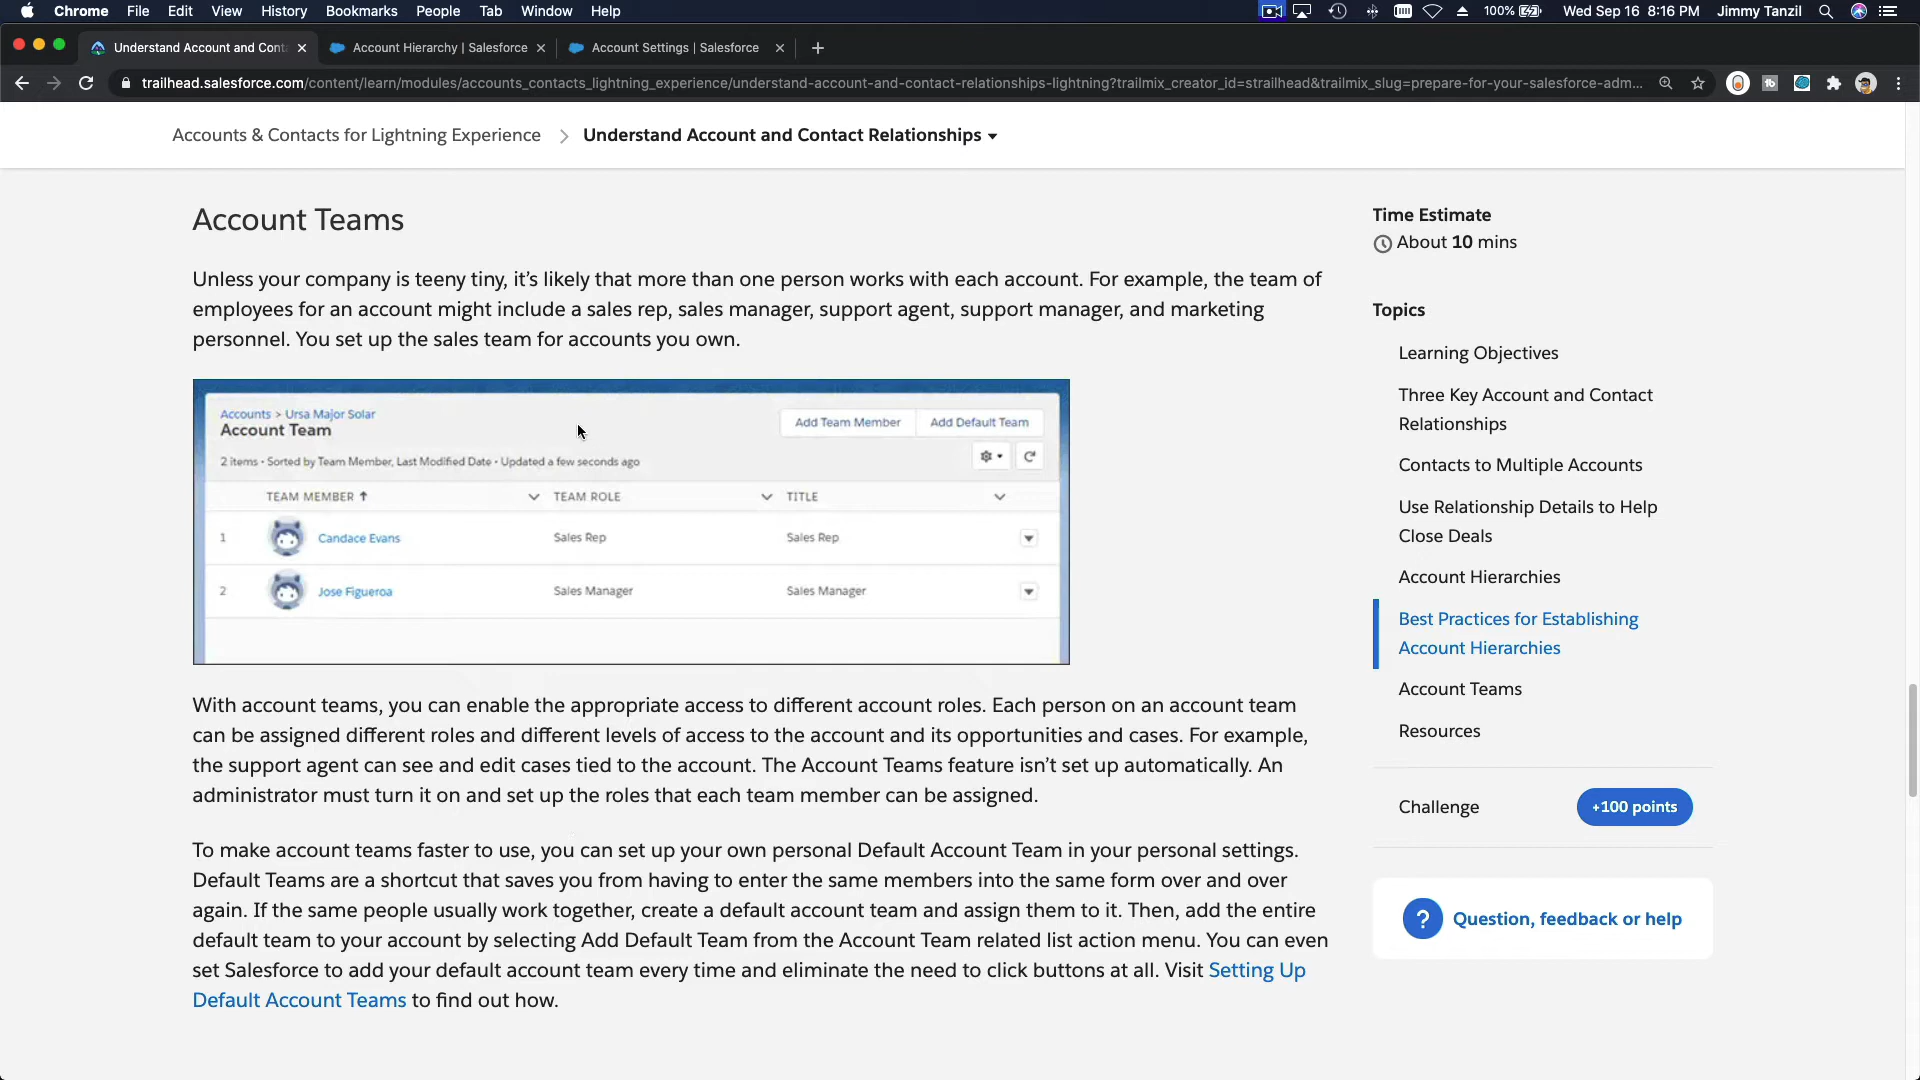 Chrome File Edit View History Bookmarks People Tab Window Help 100% Wed Sep 16 8:16 PM Jimmy Tanzil
Understand Account and Conta Account Hierarchy | Salesforce Account Settings | Salesforce
trailhead.salesforce.com/content/learn/modules/accounts_contacts_lightning_experience/understand-account-and-contact-relationships-lightning?trailmix_creator_id=strailhead&trailmix_slug=prepare-for-your-salesforce-adm...
Accounts & Contacts for Lightning Experience > Understand Account and Contact Relationships
Account Teams
Unless your company is teeny tiny, it’s likely that more than one person works with each account. For example, the team of
employees for an account might include a sales rep, sales manager, support agent, support manager, and marketing
personnel. You set up the sales team for accounts you own.
Accounts > Ursa Major Solar
Account Team
Add Team Member Add Default Team
2 items • Sorted by Team Member, Last Modified Date • Updated a few seconds ago
TEAM MEMBER ↑ TEAM ROLE TITLE
1 Candace Evans Sales Rep Sales Rep
2 Jose Figueroa Sales Manager Sales Manager
With account teams, you can enable the appropriate access to different account roles. Each person on an account team
can be assigned different roles and different levels of access to the account and its opportunities and cases. For example,
the support agent can see and edit cases tied to the account. The Account Teams feature isn’t set up automatically. An
administrator must turn it on and set up the roles that each team member can be assigned.
To make account teams faster to use, you can set up your own personal Default Account Team in your personal settings.
Default Teams are a shortcut that saves you from having to enter the same members into the same form over and over
again. If the same people usually work together, create a default account team and assign them to it. Then, add the entire
default team to your account by selecting Add Default Team from the Account Team related list action menu. You can even
set Salesforce to add your default account team every time and eliminate the need to click buttons at all. Visit Setting Up
Default Account Teams to find out how.
Time Estimate
About 10 mins
Topics
Learning Objectives
Three Key Account and Contact
Relationships
Contacts to Multiple Accounts
Use Relationship Details to Help
Close Deals
Account Hierarchies
Best Practices for Establishing
Account Hierarchies
Account Teams
Resources
Challenge +100 points
? Question, feedback or help